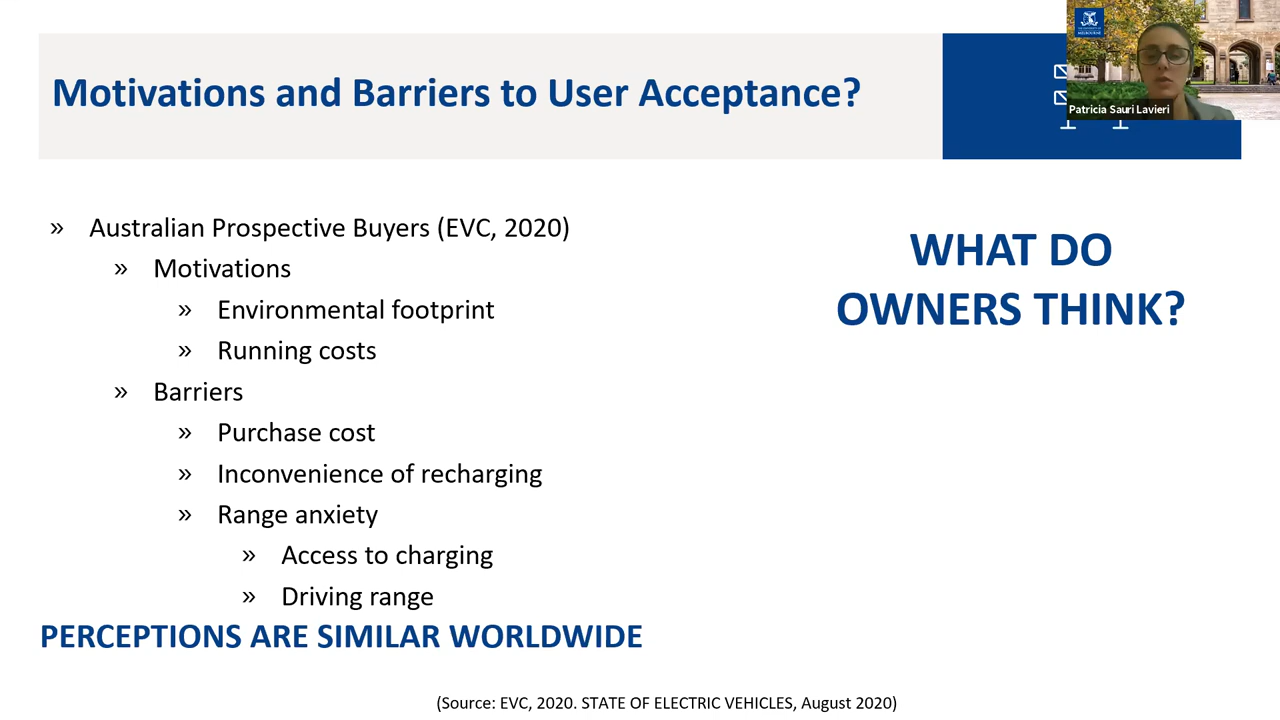 Motivations and Barriers to User Acceptance?
MELBOURNE
Patricia Sauri Lavieri
» Australian Prospective Buyers (EVC, 2020)
» Motivations
» Environmental footprint
» Running costs
» Barriers
» Purchase cost
» Inconvenience of recharging
» Range anxiety
» Access to charging
» Driving range
PERCEPTIONS ARE SIMILAR WORLDWIDE
WHAT DO
OWNERS THINK?
(Source: EVC, 2020. STATE OF ELECTRIC VEHICLES, August 2020)